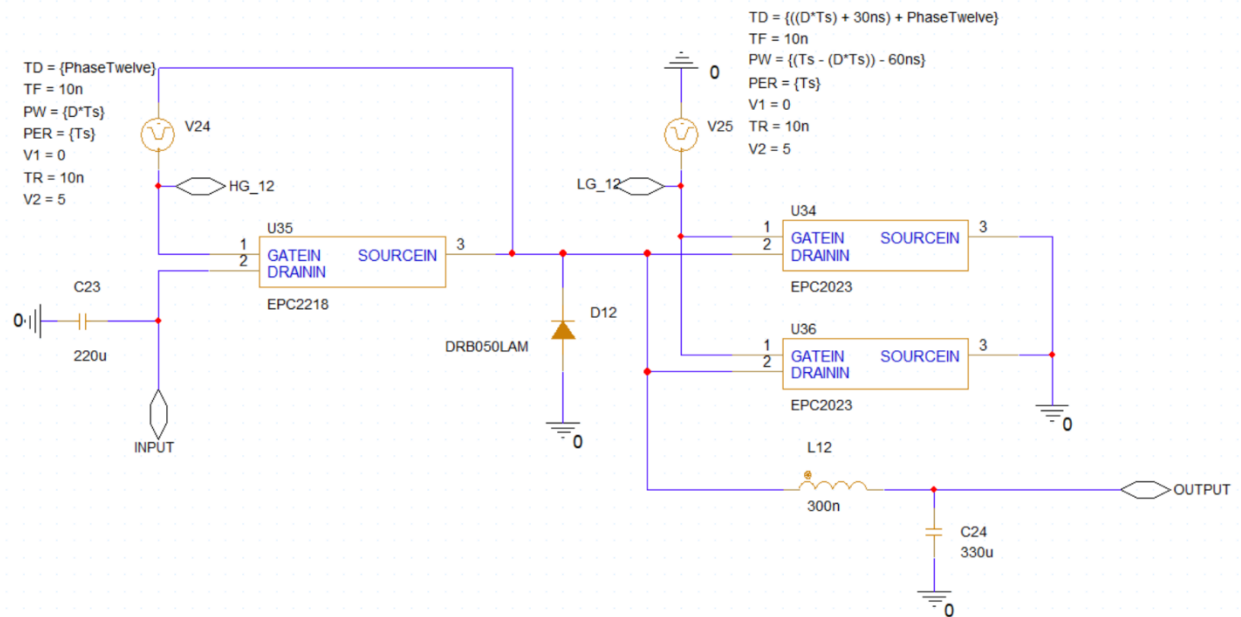 TD = {((D*Ts) + 30ns) + PhaseTwelve}
TF = 10n
PW = {(Ts - (D*Ts)) - 60ns}
PER = {Ts}
V1 = 0
TR = 10n
V2 = 5
TD = {PhaseTwelve}
TF = 10n
PW = {D*Ts}
PER = {Ts}
V1 = 0
TR = 10n
V2 = 5
V24
HG_12
0
V25
LG_12
U35
1
2
GATEIN
DRAININ
SOURCEIN
3
EPC2218
C23
0
220u
INPUT
D12
DRB050LAM
0
U34
1
2
GATEIN
DRAININ
SOURCEIN
3
EPC2023
U36
1
2
GATEIN
DRAININ
SOURCEIN
3
EPC2023
0
L12
300n
OUTPUT
C24
330u
0